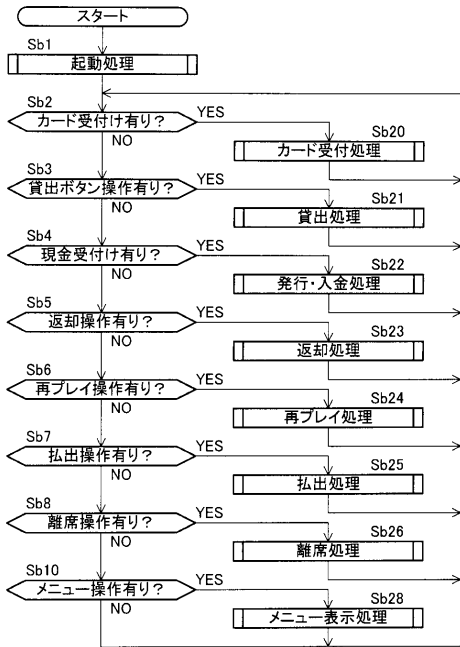 スタート
Sb1
起動処理
Sb2
カード受付け有り?
YES
NO
Sb20
カード受付処理
Sb3
貸出ボタン操作有り?
YES
NO
Sb21
貸出処理
Sb4
現金受付け有り?
YES
NO
Sb22
発行・入金処理
Sb5
返却操作有り?
YES
NO
Sb23
返却処理
Sb6
再プレイ操作有り?
YES
NO
Sb24
再プレイ処理
Sb7
払出操作有り?
YES
NO
Sb25
払出処理
Sb8
離席操作有り?
YES
NO
Sb26
離席処理
Sb10
メニュー操作有り?
YES
NO
Sb28
メニュー表示処理